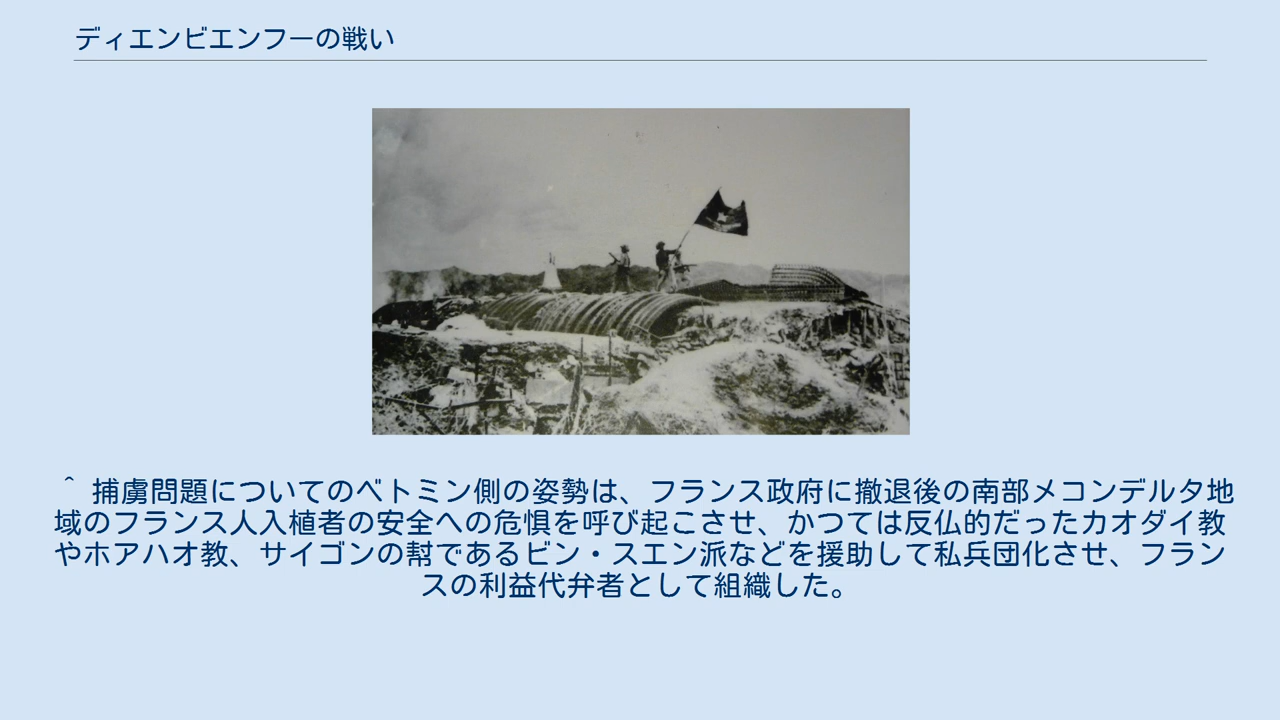 ディエンビエンフーの戦い
^ 捕虜問題についてのベトミン側の姿勢は、フランス政府に撤退後の南部メコンデルタ地
域のフランス人入植者の安全への危惧を呼び起こさせ、かつては反仏的だったカオダイ教
やホアハオ教、サイゴンの幇であるビン・スエン派などを援助して私兵団化させ、フラン
スの利益代弁者として組織した。